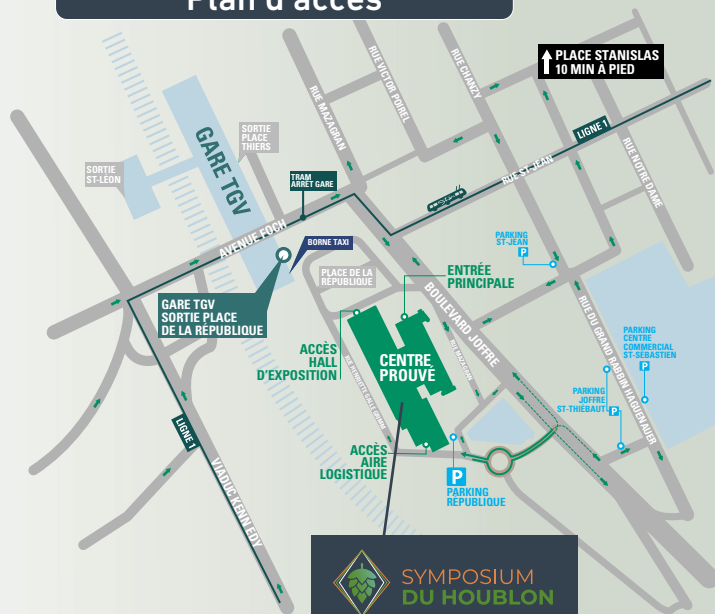 Plan d'accès
PLACE STANISLAS
10 MIN À PIED
RUE MAZAGRAN
RUE VICTOR POIREL
RUE CHANZY
LIGNE 1
RUE ST-JEAN
RUE NOTRE DAME
SORTIE
PLACE
THIERS
GARE TGV
SORTIE
ST-LÉON
TRAM
ARRÊT GARE
AVENUE FOCH
BORNE TAXI
PARKING
ST-JEAN
P
PLACE DE LA
RÉPUBLIQUE
ENTRÉE
PRINCIPALE
BOULEVARD JOFFRE
GARE TGV
SORTIE PLACE
DE LA RÉPUBLIQUE
RUE DU GRAND RABBIN HAGUENAUER
PARKING
CENTRE
COMMERCIAL
ST-SÉBASTIEN
P
ACCÈS
HALL
D'EXPOSITION
CENTRE
PROUVÉ
RUE MAZAGRAN
PARKING
JOFFRE
ST-THIÉBAUT
P
LIGNE 1
VIADUC KENNEDY
ACCÈS
AIRE
LOGISTIQUE
P
PARKING
RÉPUBLIQUE
SYMPOSIUM
DU HOUBLON